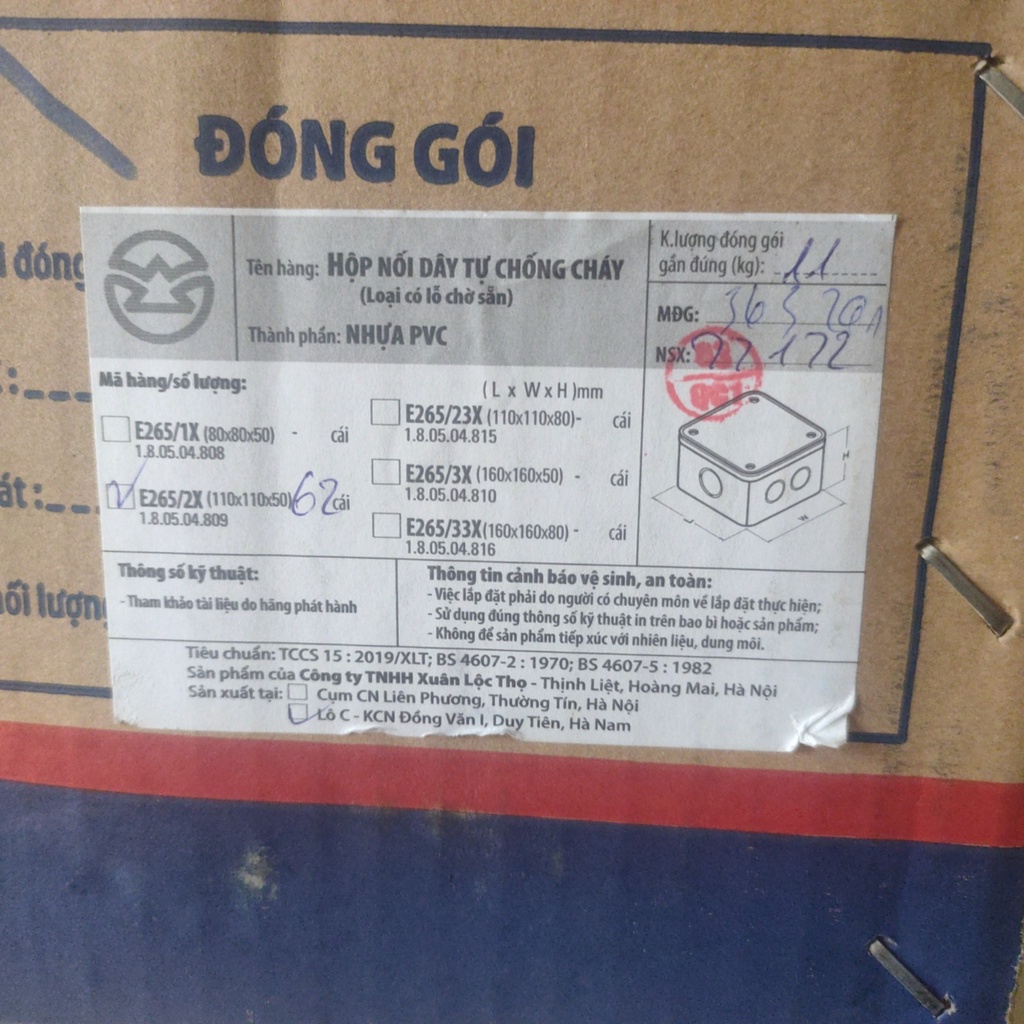 ĐÓNG GÓI
đóng
Tên hàng: HỘP NỐI DÂY TỰ CHỐNG CHÁY
(Loại có lỗ chờ sẵn)
Thành phần: NHỰA PVC
K.lượng đóng gói
gần đúng (kg): 11
MĐG:
NSX:
Mã hàng/số lượng:
( L x W x H )mm
E265/1X (80x80x50) - cái
1.8.05.04.808
E265/2X (110x110x50) 62 cái
1.8.05.04.809
E265/23X (110x110x80)- cái
1.8.05.04.815
E265/3X (160x160x50) - cái
1.8.05.04.810
E265/33X (160x160x80) - cái
1.8.05.04.816
L
W
H
át :
lượng
Thông số kỹ thuật:
- Tham khảo tài liệu do hãng phát hành
Thông tin cảnh báo vệ sinh, an toàn:
- Việc lắp đặt phải do người có chuyên môn về lắp đặt thực hiện;
- Sử dụng đúng thông số kỹ thuật in trên bao bì hoặc sản phẩm;
- Không để sản phẩm tiếp xúc với nhiên liệu, dung môi.
Tiêu chuẩn: TCCS 15 : 2019/XLT; BS 4607-2 : 1970; BS 4607-5 : 1982
Sản phẩm của Công ty TNHH Xuân Lộc Thọ - Thịnh Liệt, Hoàng Mai, Hà Nội
Sản xuất tại: Cụm CN Liên Phương, Thường Tín, Hà Nội
Lô C - KCN Đồng Văn I, Duy Tiên, Hà Nam